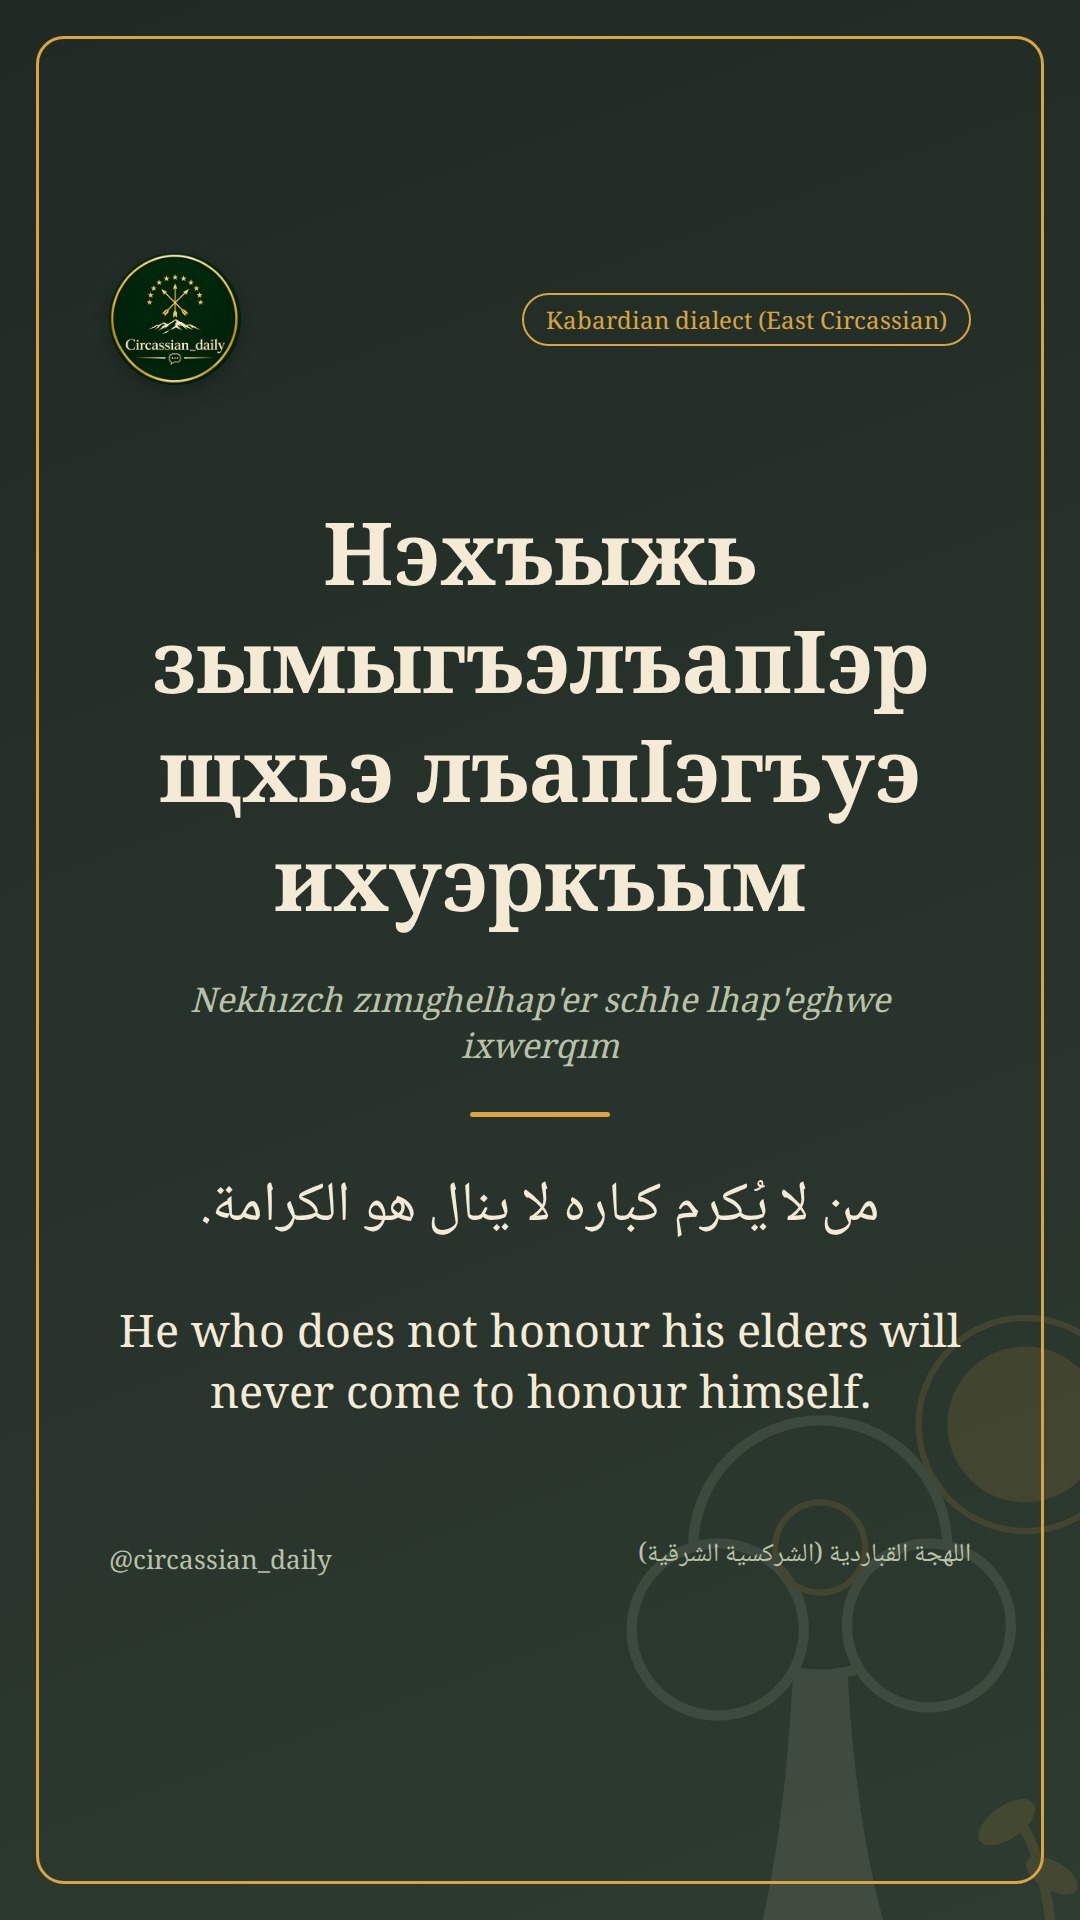 Circassian_daily
Kabardian dialect (East Circassian)
Нэхъыжь
зымыгъэлъапІэр
щхьэ лъапІэгъуэ
ихуэркъым
Nekhızch zımıghelhap'er schhe lhap'eghwe
ixwerqım
من لا يُكرم كباره لا ينال هو الكرامة.
He who does not honour his elders will
never come to honour himself.
@circassian_daily
اللهجة القباردية (الشركسية الشرقية)